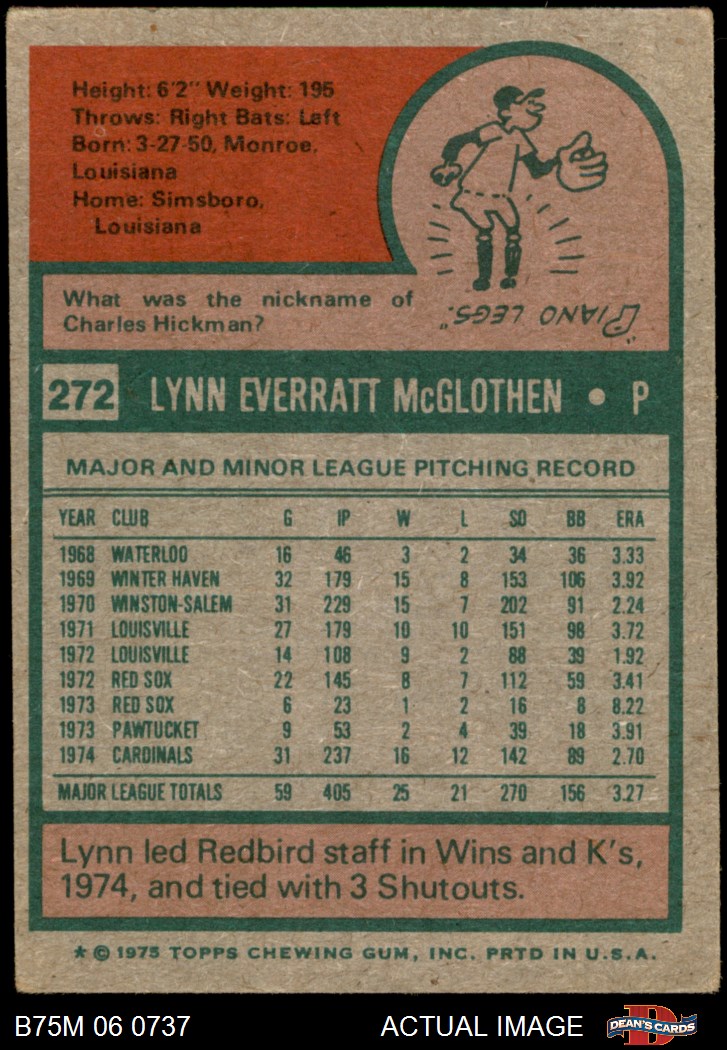 Height: 6'2" Weight: 195
Throws: Right Bats: Left
Born: 3-27-50, Monroe,
Louisiana
Home: Simsboro,
Louisiana
What was the nickname of
Charles Hickman?
"PIANO LEGS."
272 LYNN EVERRATT McGLOTHEN • P
MAJOR AND MINOR LEAGUE PITCHING RECORD
YEAR CLUB G IP W L SO BB ERA
1968 WATERLOO 16 46 3 2 34 36 3.33
1969 WINTER HAVEN 32 179 15 8 153 106 3.92
1970 WINSTON-SALEM 31 229 15 7 202 91 2.24
1971 LOUISVILLE 27 179 10 10 151 98 3.72
1972 LOUISVILLE 14 108 9 2 88 39 1.92
1972 RED SOX 22 145 8 7 112 59 3.41
1973 RED SOX 6 23 1 2 16 8 8.22
1973 PAWTUCKET 9 53 2 4 39 18 3.91
1974 CARDINALS 31 237 16 12 142 89 2.70
MAJOR LEAGUE TOTALS 59 405 25 21 270 156 3.27
Lynn led Redbird staff in Wins and K's,
1974, and tied with 3 Shutouts.
* © 1975 TOPPS CHEWING GUM, INC. PRTD IN U.S.A.
B75M 06 0737 ACTUAL IMAGE D DEAN'S CARDS